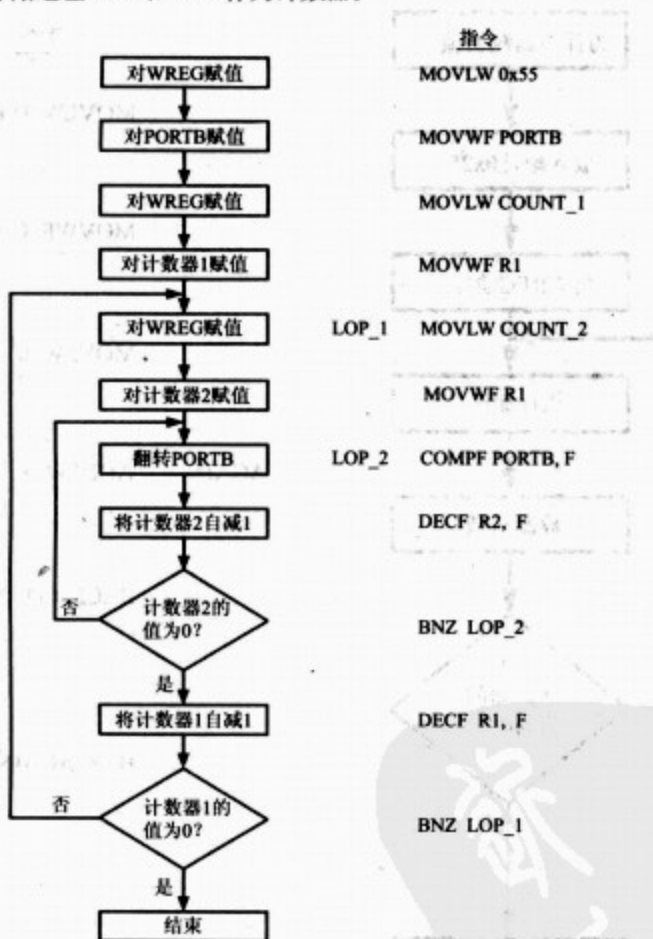 指令
对WREG赋值 MOVLW 0x55
对PORTB赋值 MOVWF PORTB
对WREG赋值 MOVLW COUNT_1
对计数器1赋值 MOVWF R1
对WREG赋值 LOP_1 MOVLW COUNT_2
对计数器2赋值 MOVWF R1
翻转PORTB LOP_2 COMPF PORTB, F
将计数器2自减1 DECF R2, F
否
计数器2的
值为0? BNZ LOP_2
是
将计数器1自减1 DECF R1, F
否
计数器1的
值为0? BNZ LOP_1
是
结束